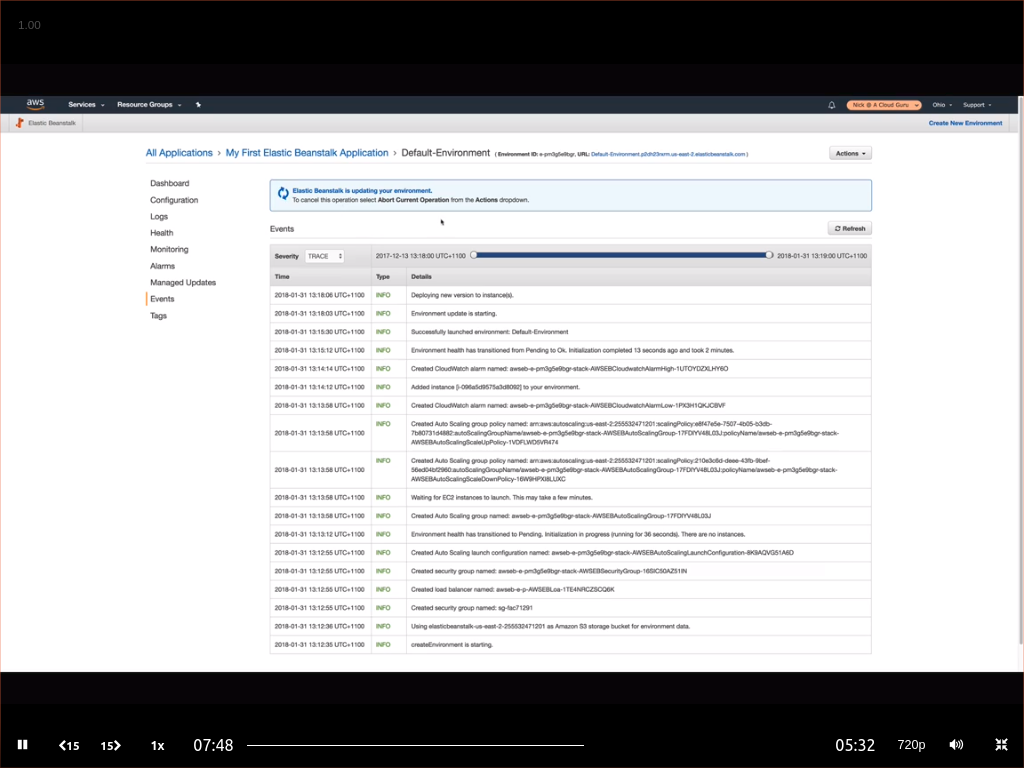 1.00
aws Services Resource Groups Nick @ A Cloud Guru Ohio Support
Elastic Beanstalk Create New Environment
All Applications > My First Elastic Beanstalk Application > Default-Environment ( Environment ID: e-pm3g5e9bgr, URL: Default-Environment.p2ch23nrm.us-east-2.elasticbeanstalk.com ) Actions
Dashboard
Configuration
Logs
Health
Monitoring
Alarms
Managed Updates
Events
Tags
Elastic Beanstalk is updating your environment.
To cancel this operation select Abort Current Operation from the Actions dropdown.
Events Refresh
Severity TRACE 2017-12-13 13:18:00 UTC+1100 2018-01-31 13:19:00 UTC+1100
Time Type Details
2018-01-31 13:18:06 UTC+1100 INFO Deploying new version to instance(s).
2018-01-31 13:18:03 UTC+1100 INFO Environment update is starting.
2018-01-31 13:15:30 UTC+1100 INFO Successfully launched environment: Default-Environment
2018-01-31 13:15:12 UTC+1100 INFO Environment health has transitioned from Pending to Ok. Initialization completed 13 seconds ago and took 2 minutes.
2018-01-31 13:14:14 UTC+1100 INFO Created CloudWatch alarm named: awseb-e-pm3g5e9bgr-stack-AWSEBCloudwatchAlarmHigh-1UTOYDZXLHY6O
2018-01-31 13:14:12 UTC+1100 INFO Added instance [i-096a5d9575a3d8092] to your environment.
2018-01-31 13:13:58 UTC+1100 INFO Created CloudWatch alarm named: awseb-e-pm3g5e9bgr-stack-AWSEBCloudwatchAlarmLow-1PX3H1QKJCBVF
2018-01-31 13:13:58 UTC+1100 INFO Created Auto Scaling group policy named: arn:aws:autoscaling:us-east-2:255532471201:scalingPolicy:e8f47e5e-7507-4b05-b3db-
7b80731d4882:autoScalingGroupName/awseb-e-pm3g5e9bgr-stack-AWSEBAutoScalingGroup-17FDIYV48L03J:policyName/awseb-e-pm3g5e9bgr-stack-
AWSEBAutoScalingScaleUpPolicy-1VDFLWD5VR474
2018-01-31 13:13:58 UTC+1100 INFO Created Auto Scaling group policy named: arn:aws:autoscaling:us-east-2:255532471201:scalingPolicy:210e3c6d-deee-43fb-9bef-
56ed04bf2960:autoScalingGroupName/awseb-e-pm3g5e9bgr-stack-AWSEBAutoScalingGroup-17FDIYV48L03J:policyName/awseb-e-pm3g5e9bgr-stack-
AWSEBAutoScalingScaleDownPolicy-16W9HPXI8LUXC
2018-01-31 13:13:58 UTC+1100 INFO Waiting for EC2 instances to launch. This may take a few minutes.
2018-01-31 13:13:58 UTC+1100 INFO Created Auto Scaling group named: awseb-e-pm3g5e9bgr-stack-AWSEBAutoScalingGroup-17FDIYV48L03J
2018-01-31 13:13:12 UTC+1100 INFO Environment health has transitioned to Pending. Initialization in progress (running for 36 seconds). There are no instances.
2018-01-31 13:12:55 UTC+1100 INFO Created Auto Scaling launch configuration named: awseb-e-pm3g5e9bgr-stack-AWSEBAutoScalingLaunchConfiguration-8K9AQVG51A6D
2018-01-31 13:12:55 UTC+1100 INFO Created security group named: awseb-e-pm3g5e9bgr-stack-AWSEBSecurityGroup-16SIC50AZ51IN
2018-01-31 13:12:55 UTC+1100 INFO Created load balancer named: awseb-e-p-AWSEBLoa-1TE4NRCZSCQ6K
2018-01-31 13:12:55 UTC+1100 INFO Created security group named: sg-fac71291
2018-01-31 13:12:36 UTC+1100 INFO Using elasticbeanstalk-us-east-2-255532471201 as Amazon S3 storage bucket for environment data.
2018-01-31 13:12:35 UTC+1100 INFO createEnvironment is starting.
15 15 1x 07:48 05:32 720p